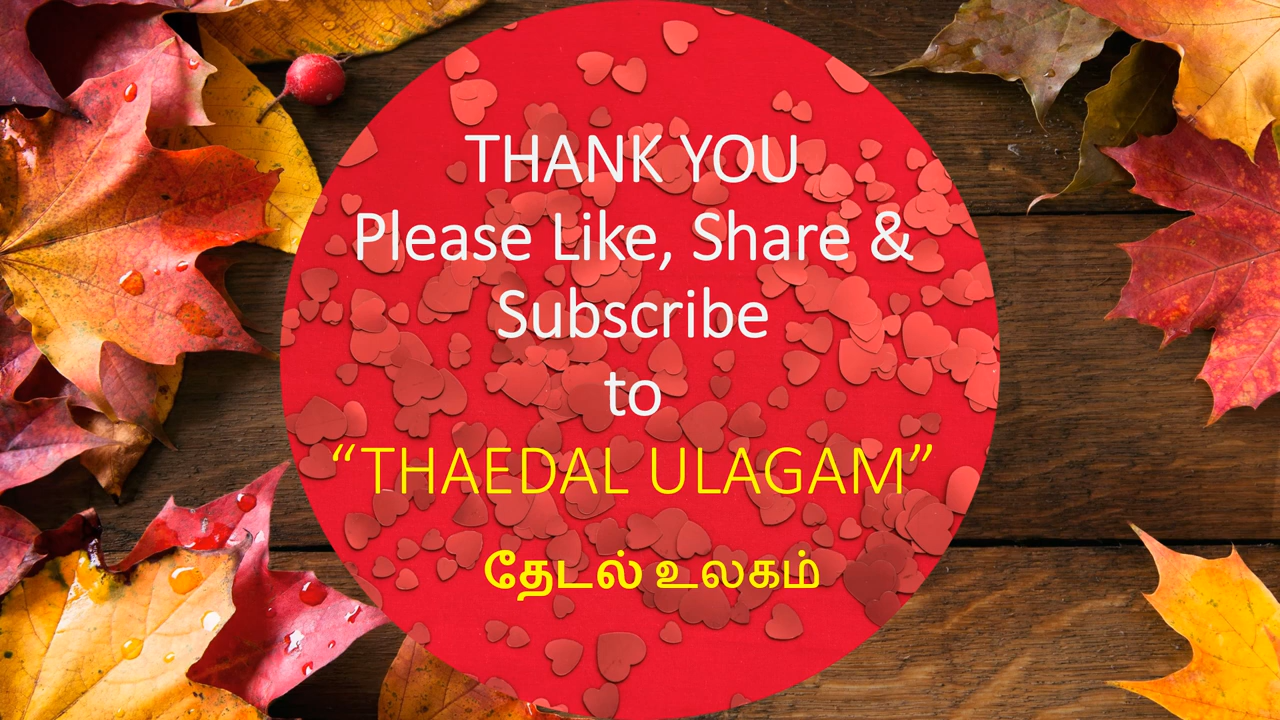 THANK YOU
Please Like, Share &
Subscribe
to
“THAEDAL ULAGAM”
தேடல் உலகம்